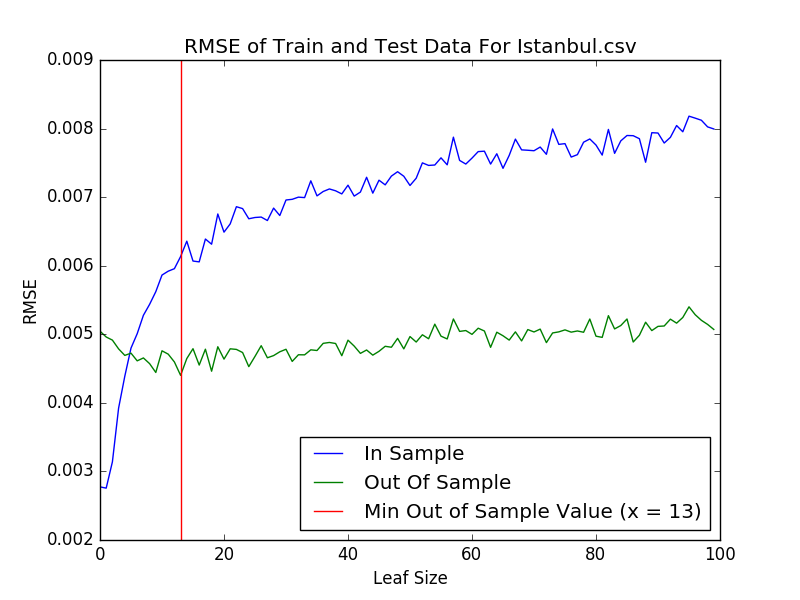 RMSE of Train and Test Data For Istanbul.csv
0.009
0.008
0.007
0.006
0.005
0.004
0.003
0.002
RMSE
0
20
40
60
80
100
Leaf Size
In Sample
Out Of Sample
Min Out of Sample Value (x = 13)